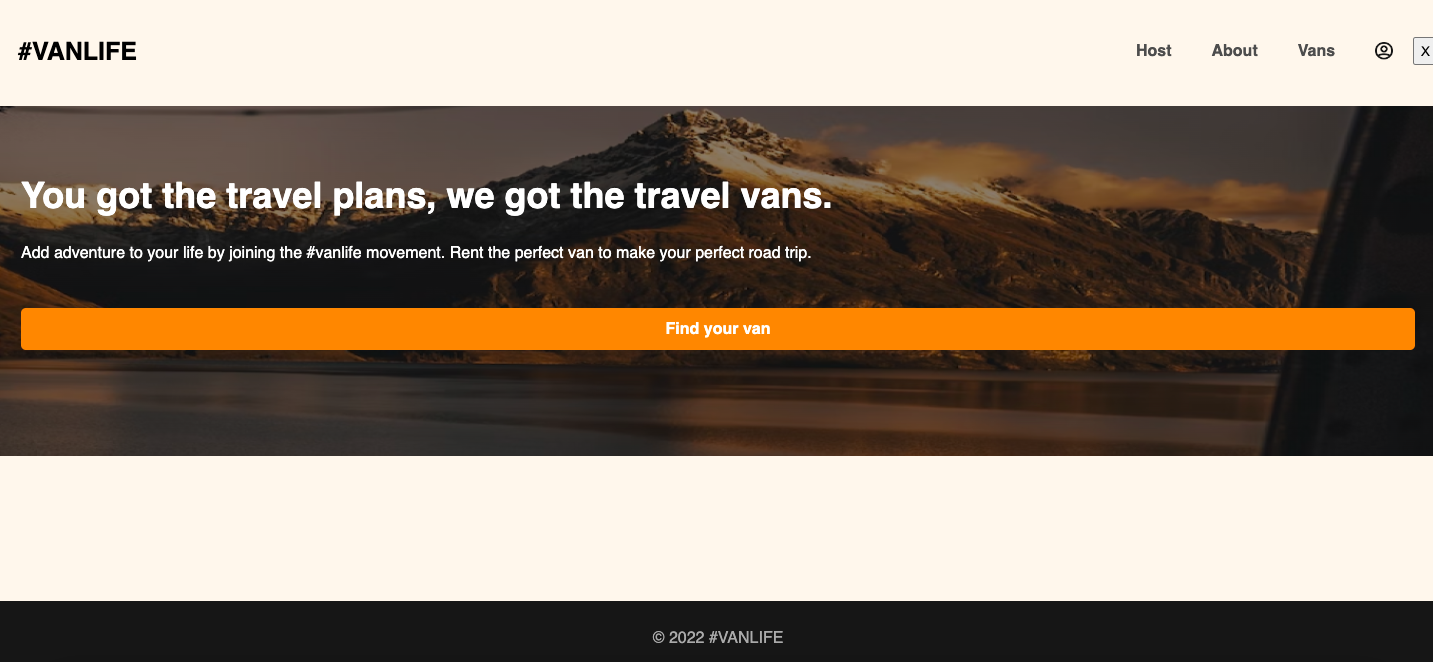 #VANLIFE
Host About Vans X
You got the travel plans, we got the travel vans.
Add adventure to your life by joining the #vanlife movement. Rent the perfect van to make your perfect road trip.
Find your van
© 2022 #VANLIFE